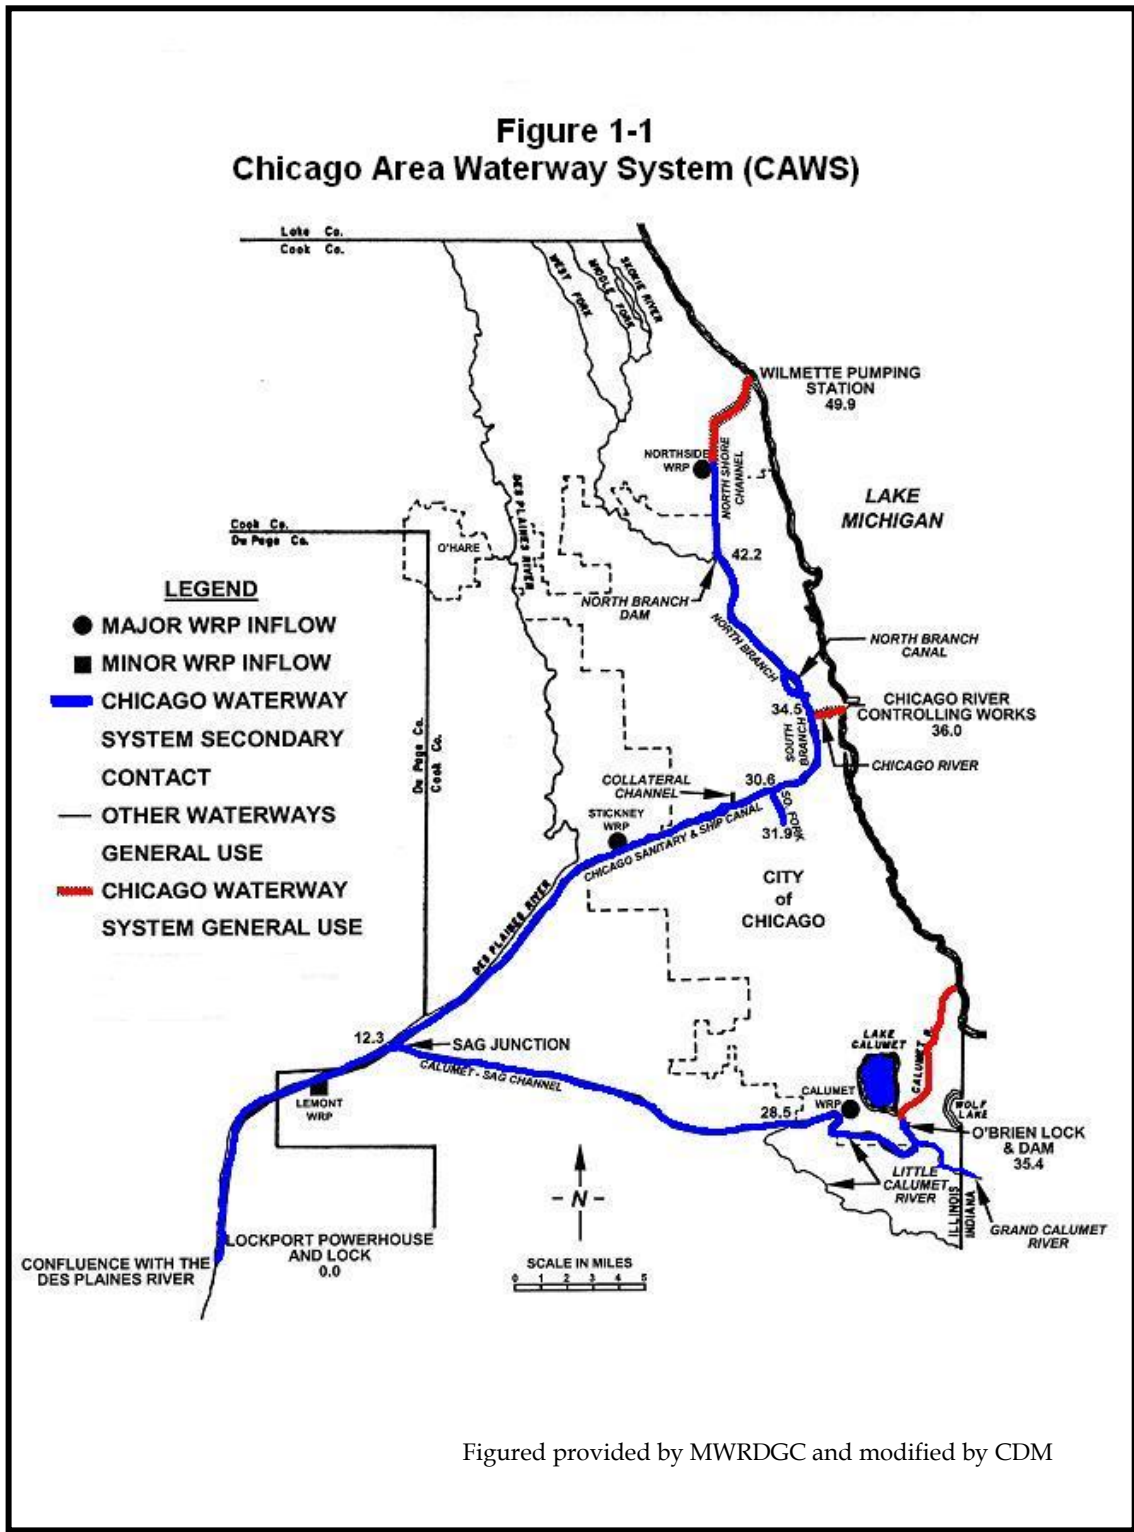 Figure 1-1
Chicago Area Waterway System (CAWS)
Lake Co.
Cook Co.
WEST FORK
MIDDLE FORK
SKOKIE RIVER
WILMETTE PUMPING
STATION
49.9
NORTHSIDE
WRP
NORTH SHORE
CHANNEL
LAKE
MICHIGAN
DES PLAINES RIVER
Cook Co.
Du Page Co.
O'HARE
42.2
NORTH BRANCH
DAM
LEGEND
MAJOR WRP INFLOW
MINOR WRP INFLOW
CHICAGO WATERWAY
SYSTEM SECONDARY
CONTACT
OTHER WATERWAYS
GENERAL USE
CHICAGO WATERWAY
SYSTEM GENERAL USE
NORTH BRANCH
NORTH BRANCH
CANAL
34.5
CHICAGO RIVER
CONTROLLING WORKS
36.0
SOUTH
BRANCH
CHICAGO RIVER
Du Page Co.
Cook Co.
COLLATERAL
CHANNEL
30.6
STICKNEY
WRP
CHICAGO SANITARY & SHIP CANAL
SO. FORK
31.9
CITY
of
CHICAGO
DES PLAINES RIVER
12.3
SAG JUNCTION
CALUMET - SAG CHANNEL
LAKE
CALUMET
CALUMET R.
CALUMET
WRP
28.5
WOLF
LAKE
LEMONT
WRP
O'BRIEN LOCK
& DAM
35.4
LITTLE
CALUMET
RIVER
ILLINOIS
INDIANA
GRAND CALUMET
RIVER
- N -
LOCKPORT POWERHOUSE
AND LOCK
0.0
CONFLUENCE WITH THE
DES PLAINES RIVER
SCALE IN MILES
0 1 2 3 4 5
Figured provided by MWRDGC and modified by CDM